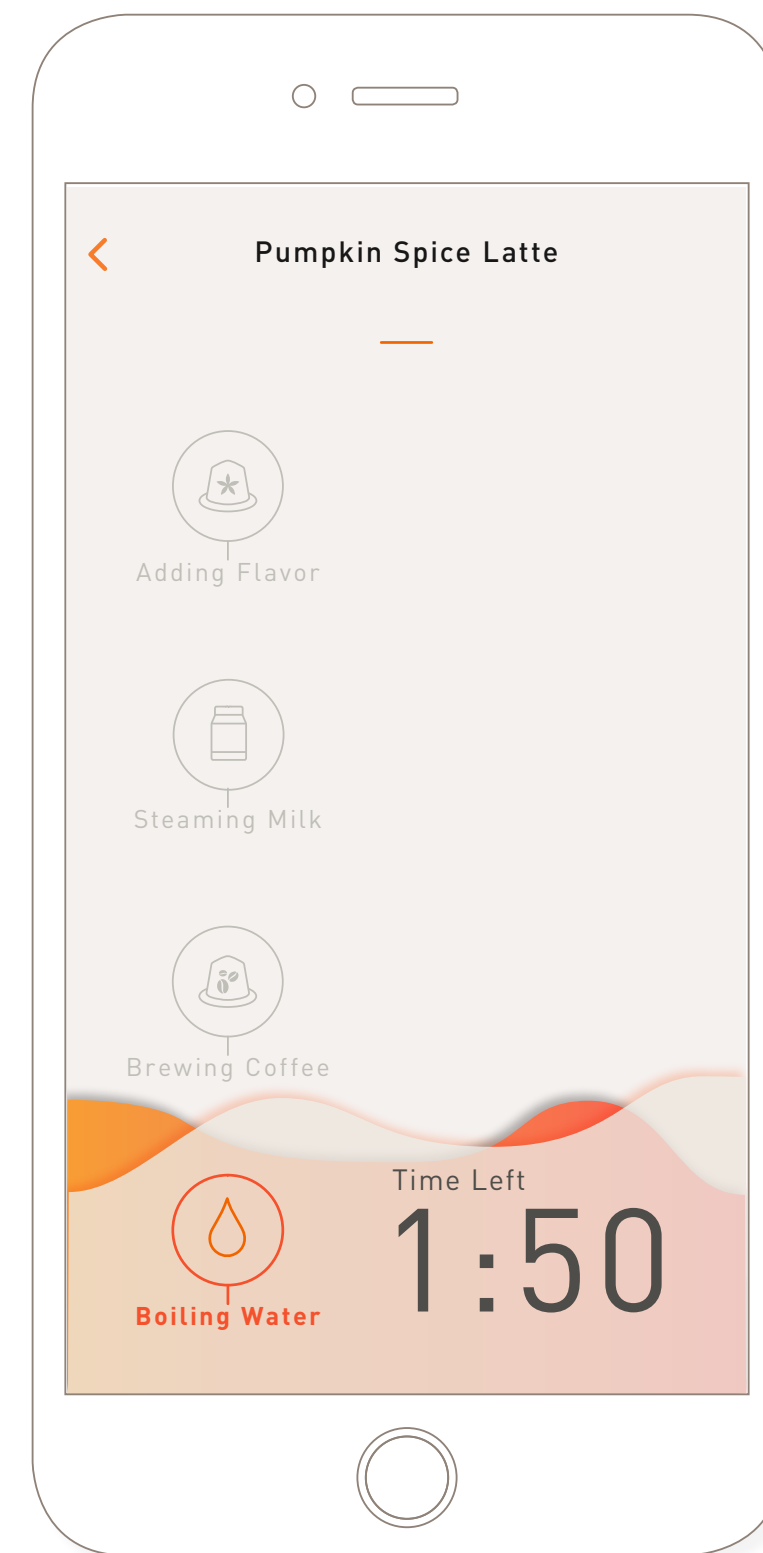 Pumpkin Spice Latte
Adding Flavor
Steaming Milk
Brewing Coffee
Time Left
1:50
Boiling Water